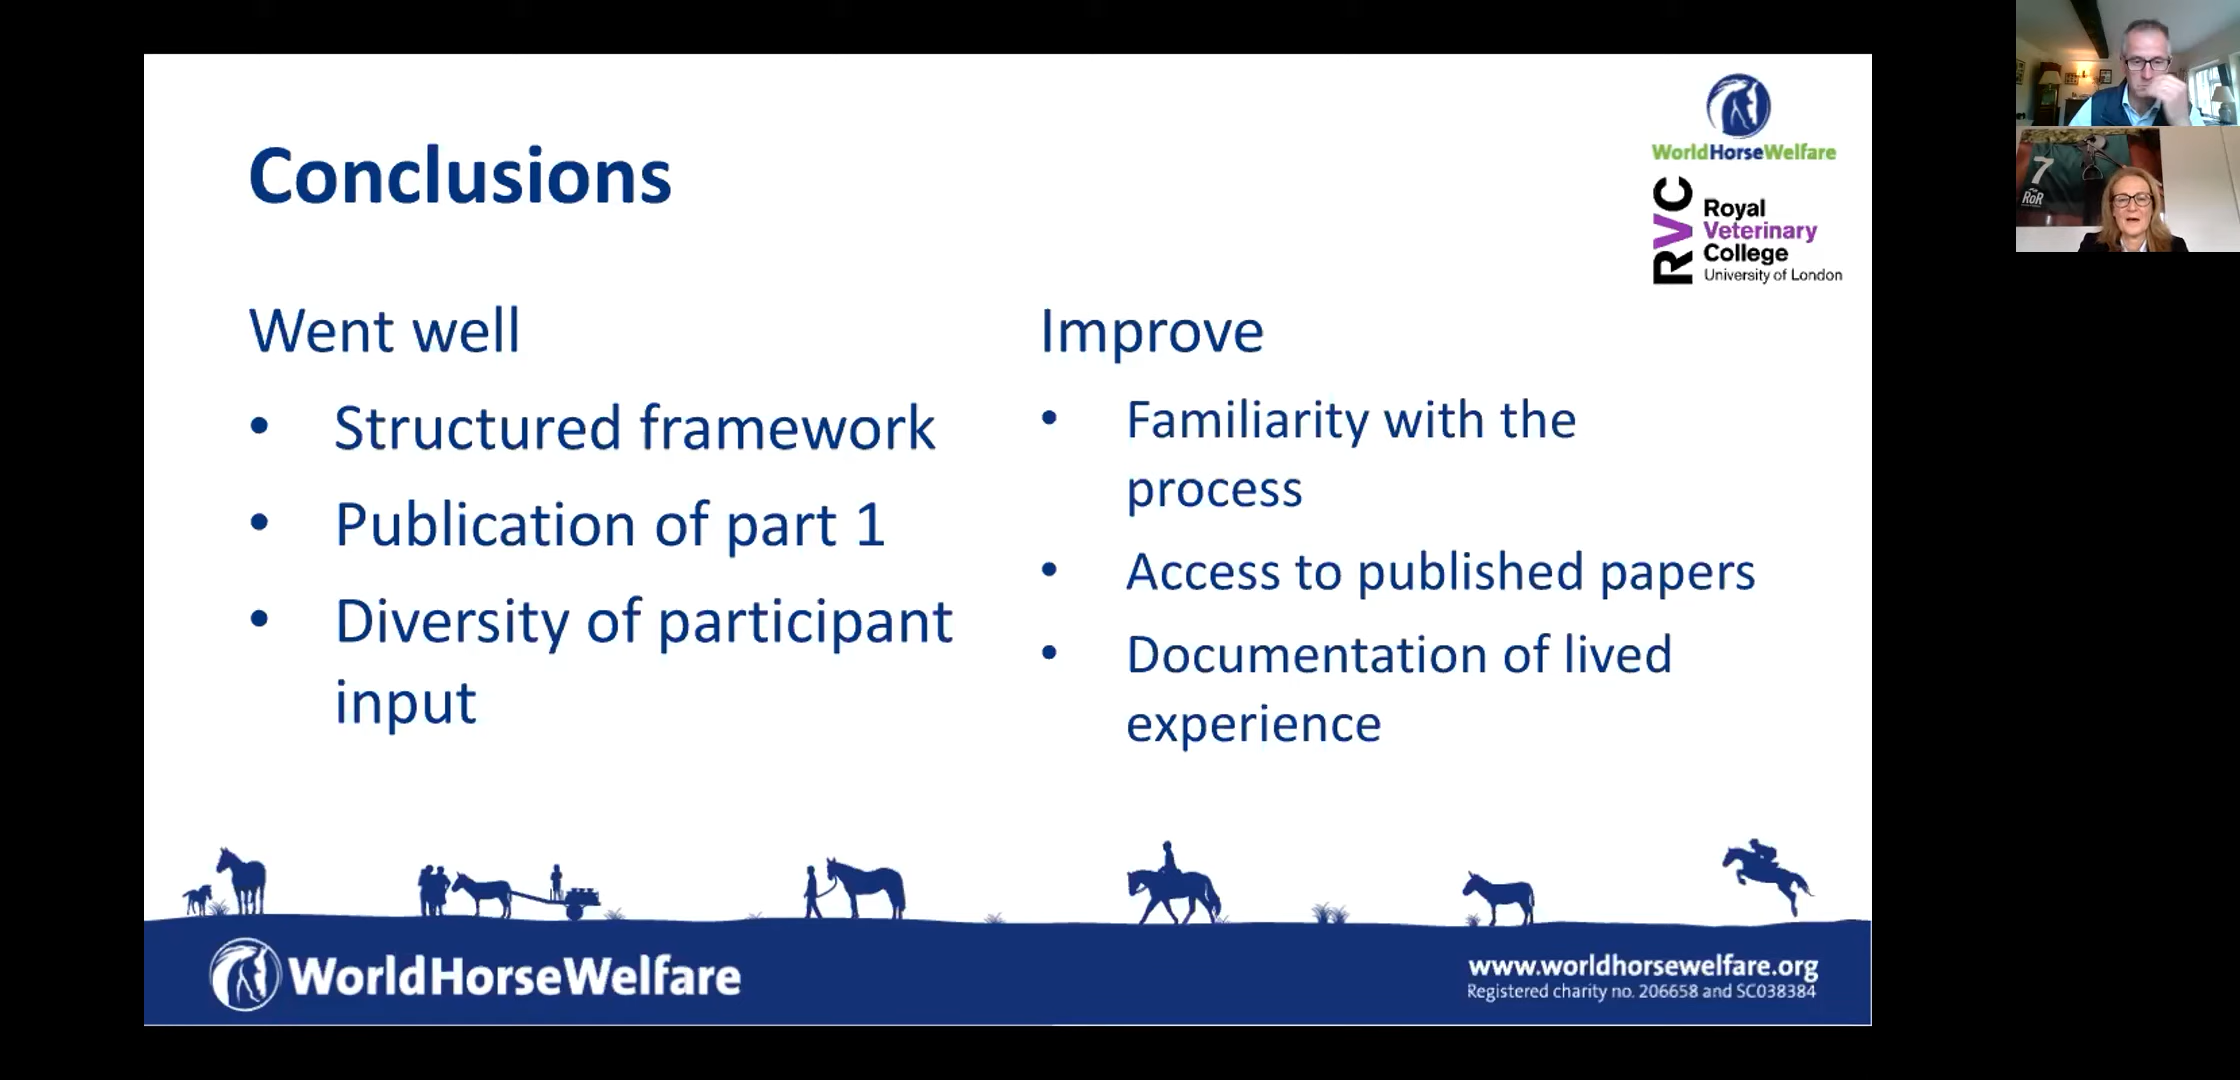 Conclusions
WorldHorseWelfare
RVC
Royal
Veterinary
College
University of London
Went well
• Structured framework
• Publication of part 1
• Diversity of participant
input
Improve
• Familiarity with the
process
• Access to published papers
• Documentation of lived
experience
WorldHorseWelfare
www.worldhorsewelfare.org
Registered charity no. 206658 and SC038384
7
RoR